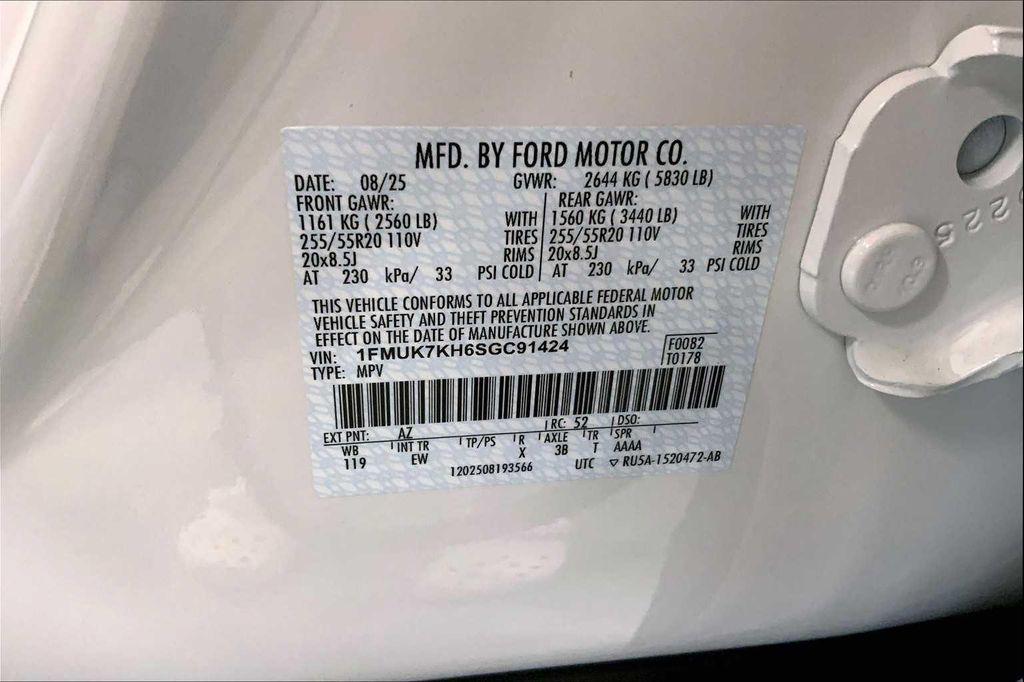 MFD. BY FORD MOTOR CO.
DATE: 08/25 GVWR: 2644 KG ( 5830 LB)
FRONT GAWR: REAR GAWR:
1161 KG ( 2560 LB) WITH 1560 KG ( 3440 LB) WITH
255/55R20 110V TIRES 255/55R20 110V TIRES
20x8.5J RIMS 20x8.5J RIMS
AT 230 kPa/ 33 PSI COLD AT 230 kPa/ 33 PSI COLD
THIS VEHICLE CONFORMS TO ALL APPLICABLE FEDERAL MOTOR
VEHICLE SAFETY AND THEFT PREVENTION STANDARDS IN
EFFECT ON THE DATE OF MANUFACTURE SHOWN ABOVE.
VIN: 1FMUK7KH6SGC91424 F0082
TYPE: MPV T0178
EXT PNT: AZ RC: 52 DSO:
WB INT TR TP/PS R AXLE TR SPR
119 EW X 3B T AAAA
1202508193566 UTC ▽ RU5A-1520472-AB
225